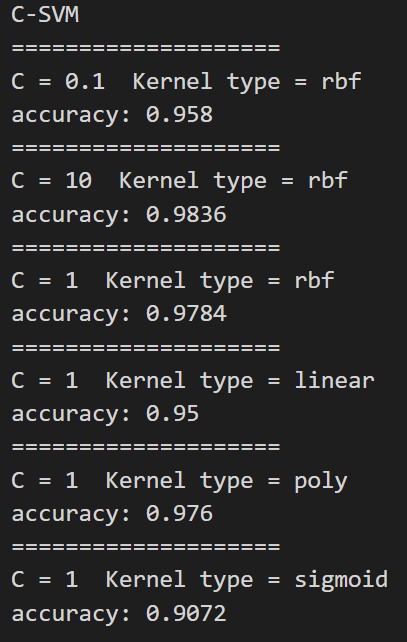 C-SVM
====================
C = 0.1  Kernel type = rbf
accuracy: 0.958
====================
C = 10  Kernel type = rbf
accuracy: 0.9836
====================
C = 1  Kernel type = rbf
accuracy: 0.9784
====================
C = 1  Kernel type = linear
accuracy: 0.95
====================
C = 1  Kernel type = poly
accuracy: 0.976
====================
C = 1  Kernel type = sigmoid
accuracy: 0.9072